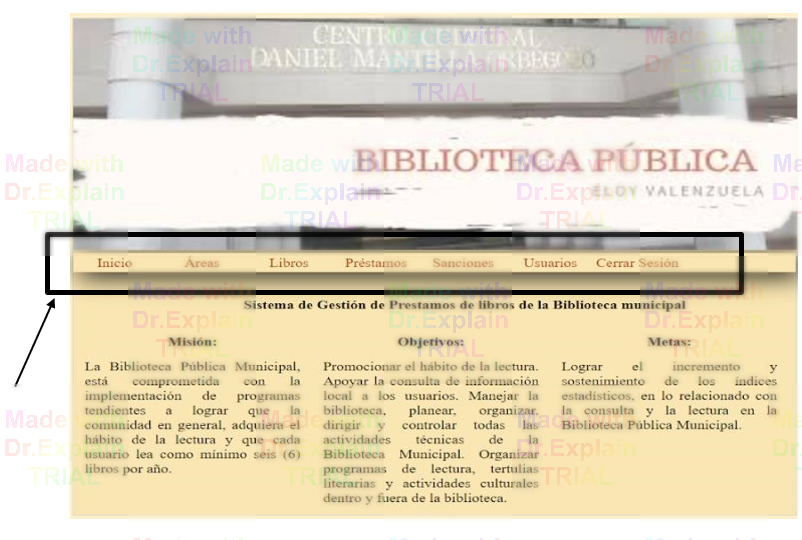 CENTRO CULTURAL
DANIEL MANTILLA ORBEGOZO
BIBLIOTECA PÚBLICA
ELOY VALENZUELA
Inicio Áreas Libros Préstamos Sanciones Usuarios Cerrar Sesión
Sistema de Gestión de Prestamos de libros de la Biblioteca municipal
Misión:
La Biblioteca Pública Municipal,
está comprometida con la
implementación de programas
tendientes a lograr que la
comunidad en general, adquiera el
hábito de la lectura y que cada
usuario lea como mínimo seis (6)
libros por año.
Objetivos:
Promocionar el hábito de la lectura.
Apoyar la consulta de información
local a los usuarios. Manejar la
biblioteca, planear, organizar,
dirigir y controlar todas las
actividades técnicas de la
Biblioteca Municipal. Organizar
programas de lectura, tertulias
literarias y actividades culturales
dentro y fuera de la biblioteca.
Metas:
Lograr el incremento y
sostenimiento de los índices
estadísticos, en lo relacionado con
la consulta y la lectura en la
Biblioteca Pública Municipal.
Made with
Dr.Explain
TRIAL